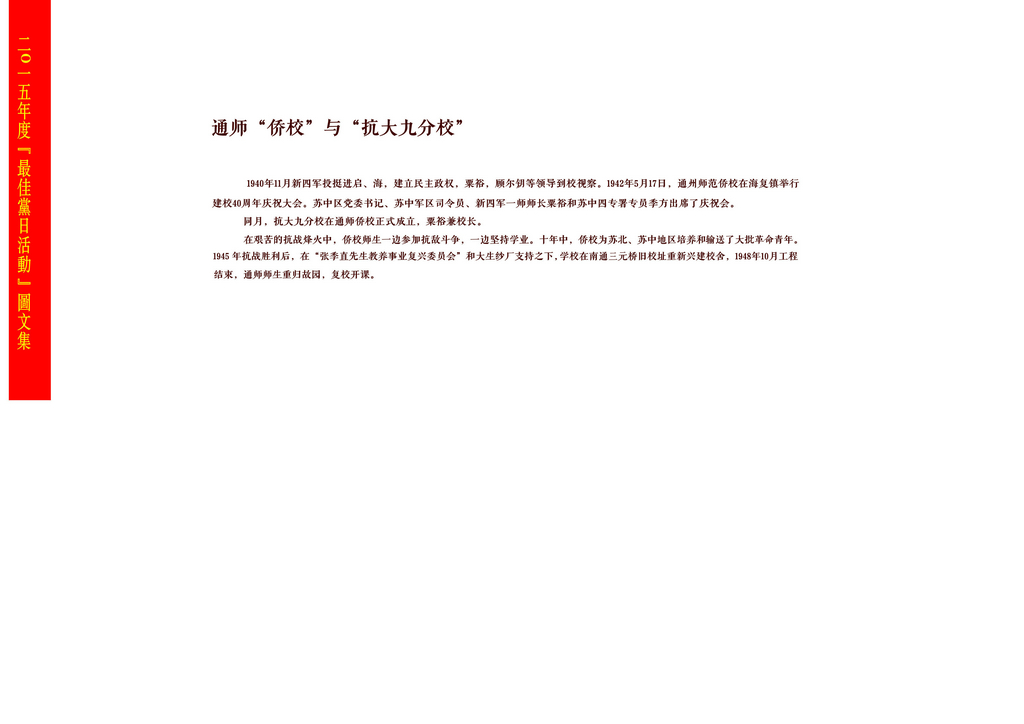 二〇一五年度『最佳黨日活動』圖文集
通师“侨校”与“抗大九分校”
1940年11月新四军投挺进启、海，建立民主政权，粟裕，顾尔钥等领导到校视察。1942年5月17日，通州师范侨校在海复镇举行
建校40周年庆祝大会。苏中区党委书记、苏中军区司令员、新四军一师师长粟裕和苏中四专署专员季方出席了庆祝会。
同月，抗大九分校在通师侨校正式成立，粟裕兼校长。
在艰苦的抗战烽火中，侨校师生一边参加抗敌斗争，一边坚持学业。十年中，侨校为苏北、苏中地区培养和输送了大批革命青年。
1945 年抗战胜利后，在“张季直先生教养事业复兴委员会”和大生纱厂支持之下，学校在南通三元桥旧校址重新兴建校舍，1948年10月工程
结束，通师师生重归故园，复校开课。